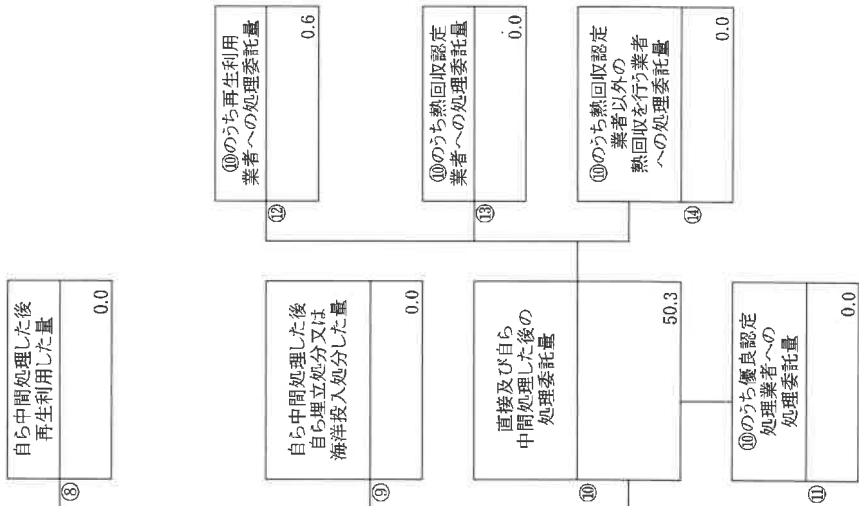 ⑧
自ら中間処理した後
再生利用した量
0.0
⑨
自ら中間処理した後
自ら埋立処分又は
海洋投入処分した量
0.0
⑩
直接及び自ら
中間処理した後の
処理委託量
50.3
⑪
⑩のうち優良認定
処理業者への
処理委託量
0.0
⑫
⑩のうち再生利用
業者への処理委託量
0.6
⑬
⑩のうち熱回収認定
業者への処理委託量
0.0
⑭
⑩のうち熱回収認定
業者以外の
熱回収を行う業者
への処理委託量
0.0